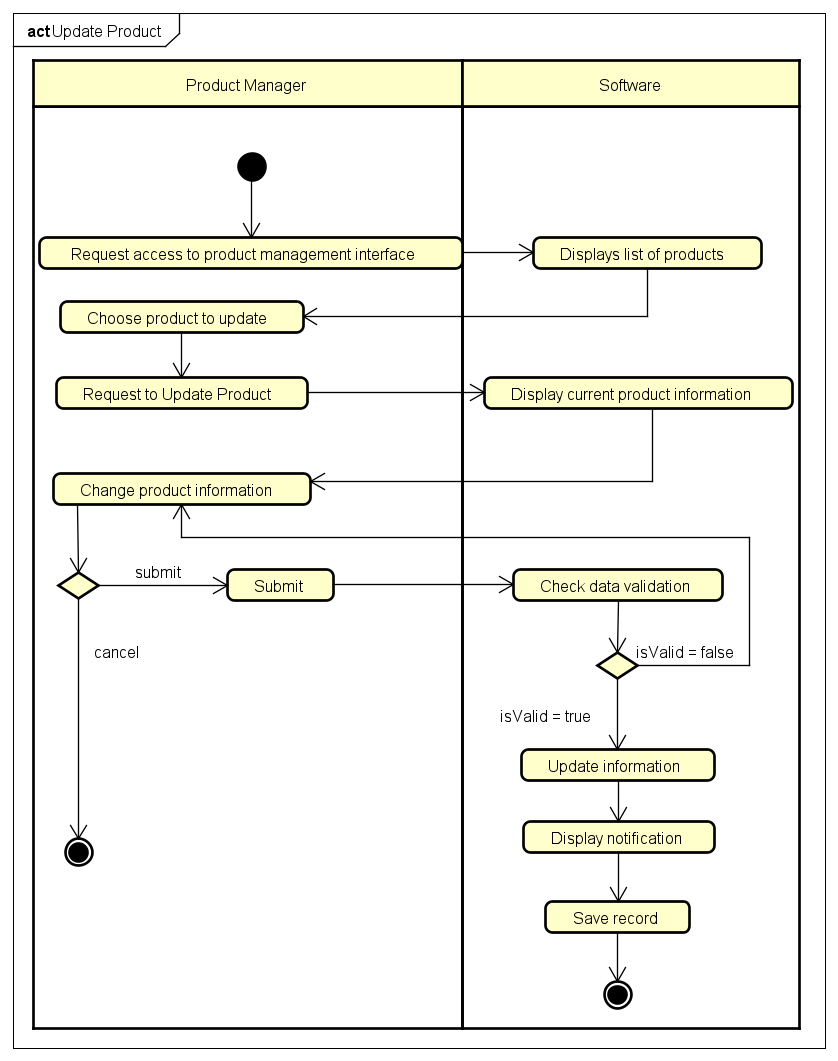 act Update Product
Product Manager
Software
Request access to product management interface
Displays list of products
Choose product to update
Request to Update Product
Display current product information
Change product information
submit
Submit
Check data validation
cancel
isValid = false
isValid = true
Update information
Display notification
Save record